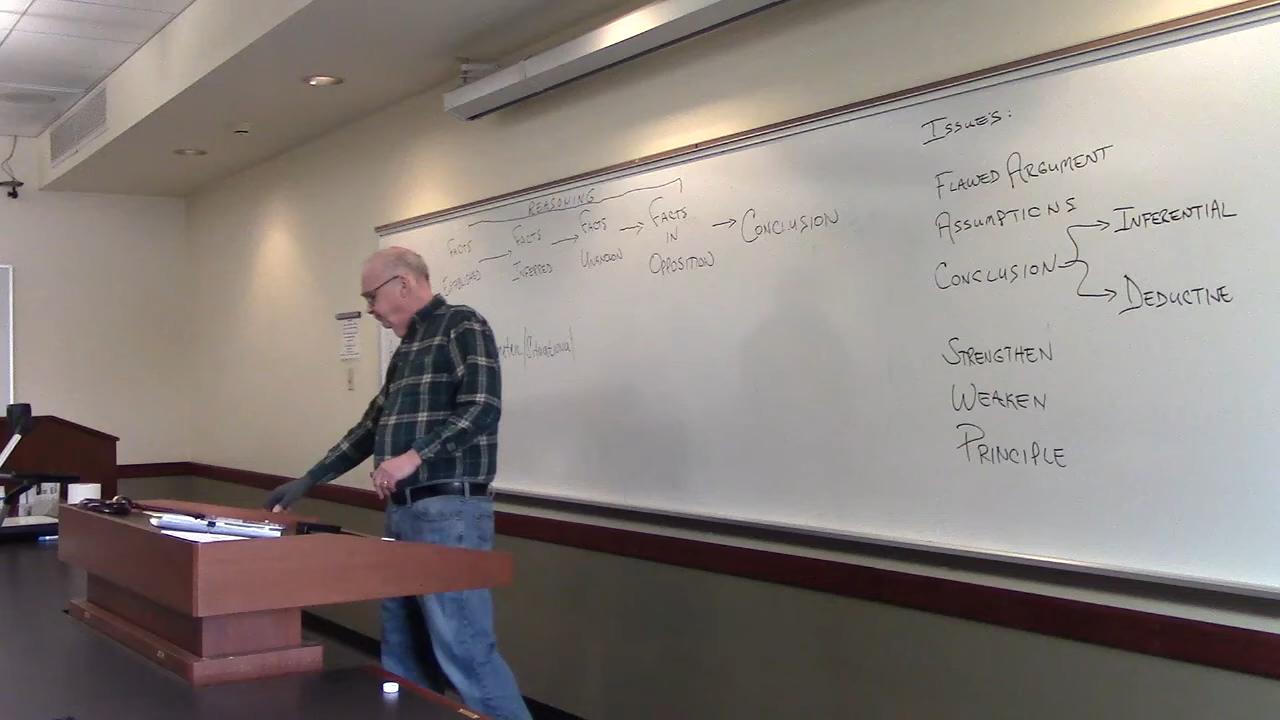 REASONING
FACTS ESTABLISHED → FACTS INFERRED → FACTS UNKNOWN → FACTS IN OPPOSITION → CONCLUSION
/Situational
ISSUES:
FLAWED ARGUMENT
ASSUMPTIONS
CONCLUSION → INFERENTIAL
→ DEDUCTIVE
STRENGTHEN
WEAKEN
PRINCIPLE